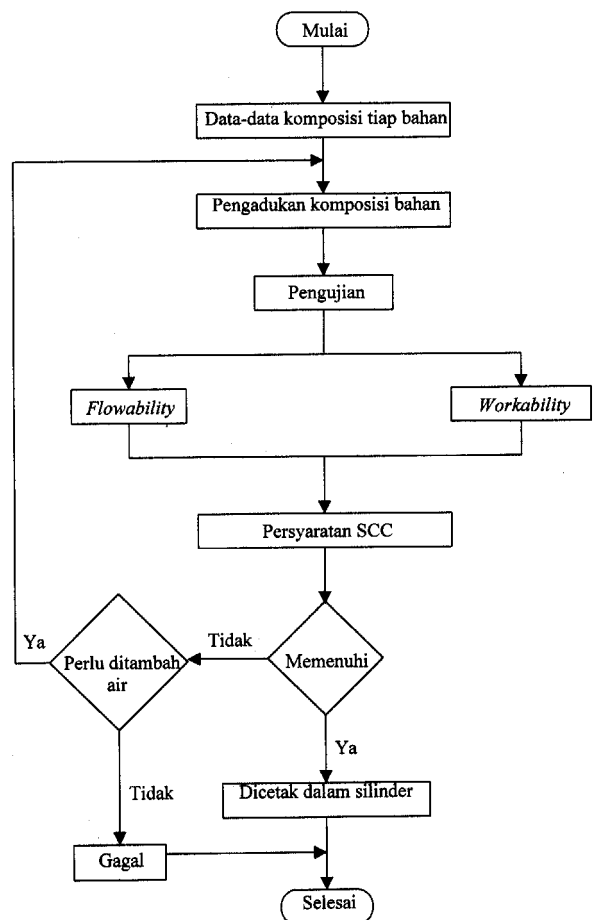 Mulai
Data-data komposisi tiap bahan
Pengadukan komposisi bahan
Pengujian
Flowability
Workability
Persyaratan SCC
Memenuhi
Tidak
Perlu ditambah
air
Ya
Ya
Tidak
Dicetak dalam silinder
Gagal
Selesai